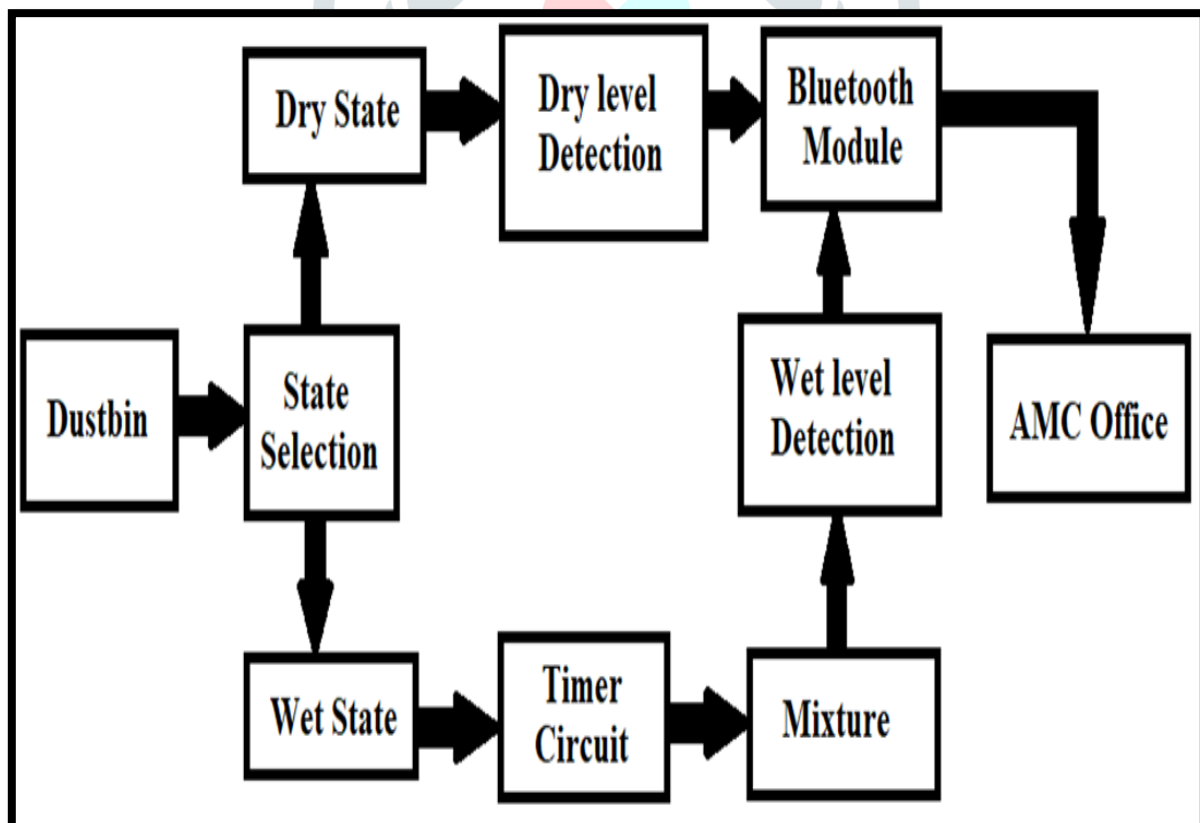 Dry State
Dry level
Detection
Bluetooth
Module
Dustbin
State
Selection
Wet level
Detection
AMC Office
Wet State
Timer
Circuit
Mixture